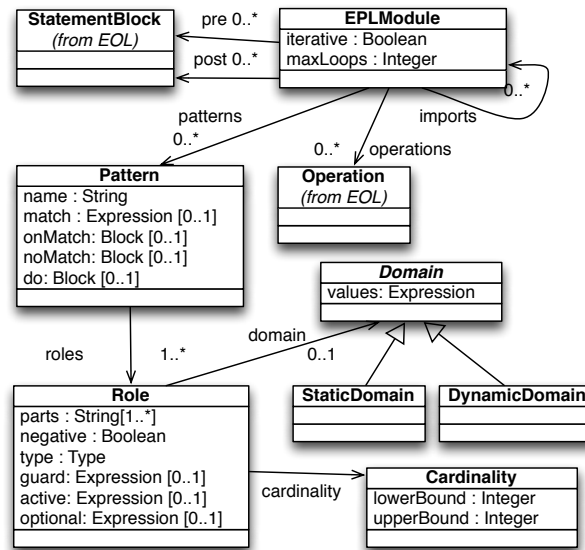 StatementBlock
(from EOL)
pre 0..*
post 0..*
EPLModule
iterative : Boolean
maxLoops : Integer
0..*
imports
patterns
0..*
0..*
operations
Pattern
name : String
match : Expression [0..1]
onMatch: Block [0..1]
noMatch: Block [0..1]
do: Block [0..1]
Operation
(from EOL)
Domain
values: Expression
roles
1..*
domain
0..1
StaticDomain
DynamicDomain
Role
parts : String[1..*]
negative : Boolean
type : Type
guard: Expression [0..1]
active: Expression [0..1]
optional: Expression [0..1]
cardinality
Cardinality
lowerBound : Integer
upperBound : Integer